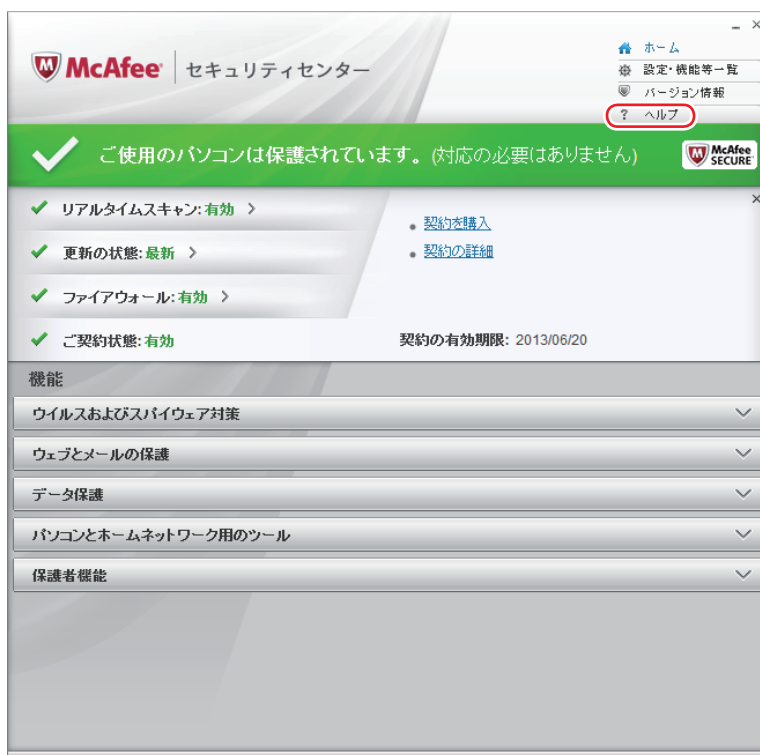 McAfee セキュリティセンター
ホーム
設定・機能等一覧
バージョン情報
? ヘルプ
ご使用のパソコンは保護されています。(対応の必要はありません)
McAfee
SECURE
リアルタイムスキャン:有効 >
更新の状態:最新 >
ファイアウォール:有効 >
ご契約状態:有効
• 契約を購入
• 契約の詳細
契約の有効期限: 2013/06/20
機能
ウイルスおよびスパイウェア対策
ウェブとメールの保護
データ保護
パソコンとホームネットワーク用のツール
保護者機能